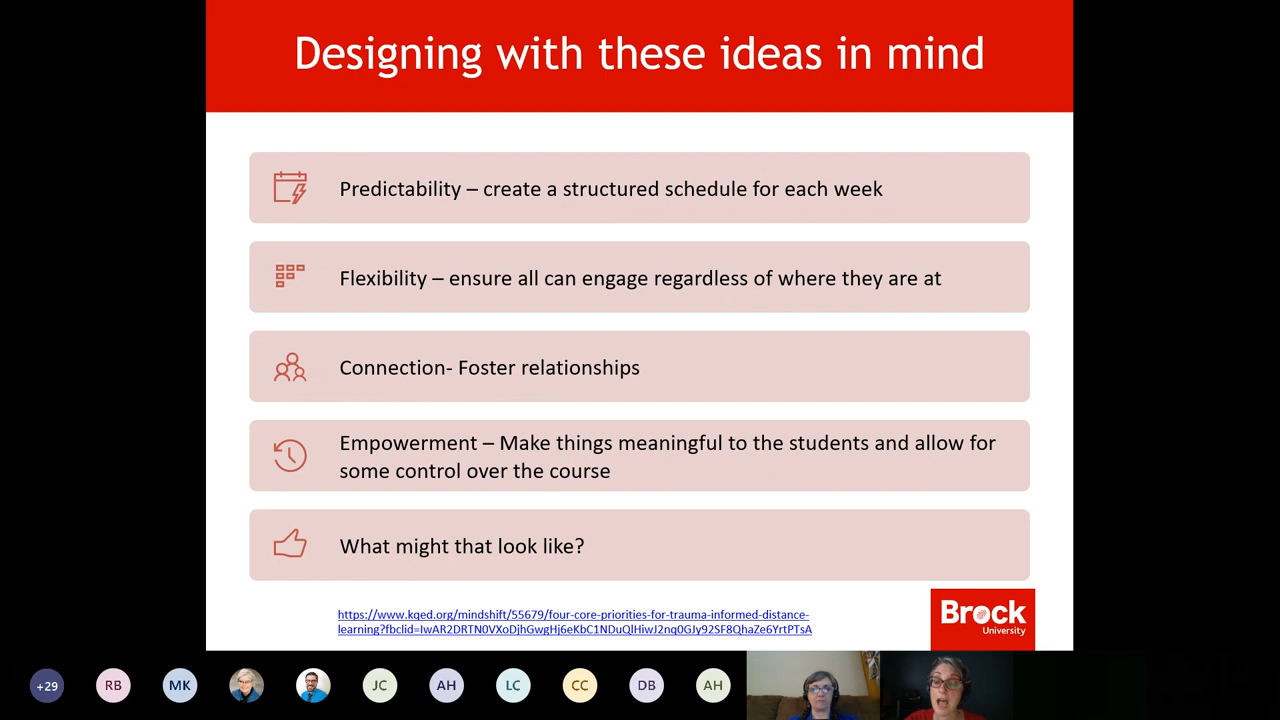 Designing with these ideas in mind
Predictability – create a structured schedule for each week
Flexibility – ensure all can engage regardless of where they are at
Connection- Foster relationships
Empowerment – Make things meaningful to the students and allow for
some control over the course
What might that look like?
https://www.kqed.org/mindshift/55679/four-core-priorities-for-trauma-informed-distance-
learning?fbclid=IwAR2DRTN0VXoDjhGwgHj6eKbC1NDuQlHiwJ2nq0GJy92SF8QhaZe6YrtPTsA
Brock
University
+29 RB MK JC AH LC CC DB AH